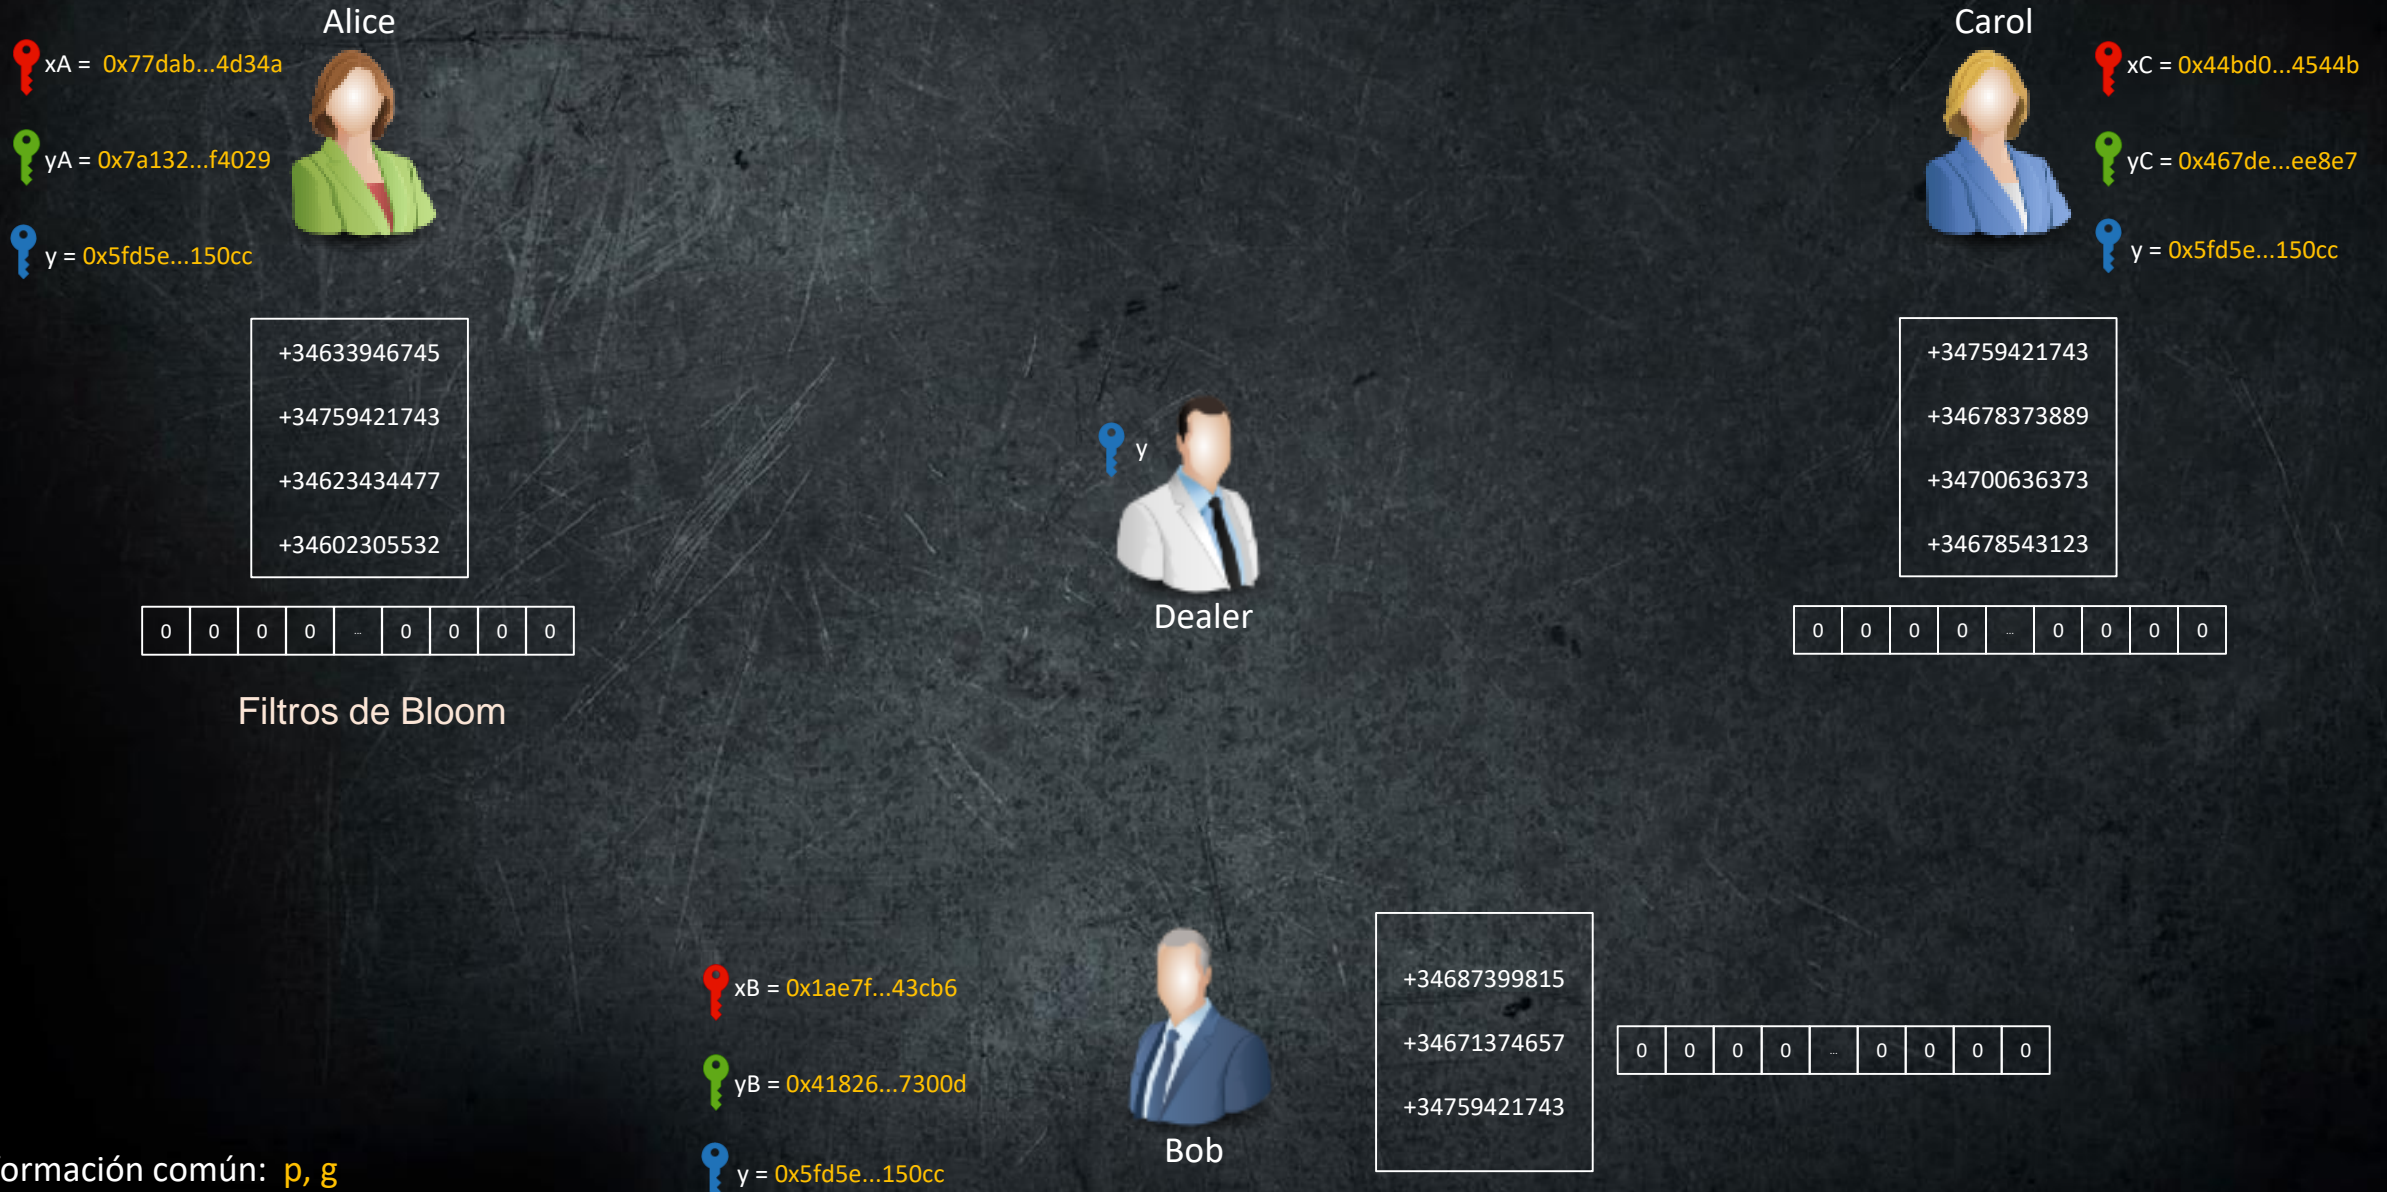 Alice
xA = 0x77dab...4d34a
yA = 0x7a132...f4029
y = 0x5fd5e...150cc
+34633946745
+34759421743
+34623434477
+34602305532
0 0 0 0 ... 0 0 0 0
Filtros de Bloom
Carol
xC = 0x44bd0...4544b
yC = 0x467de...ee8e7
y = 0x5fd5e...150cc
+34759421743
+34678373889
+34700636373
+34678543123
0 0 0 0 ... 0 0 0 0
y
Dealer
xB = 0x1ae7f...43cb6
yB = 0x41826...7300d
y = 0x5fd5e...150cc
Bob
+34687399815
+34671374657
+34759421743
0 0 0 0 ... 0 0 0 0
ormación común: p, g